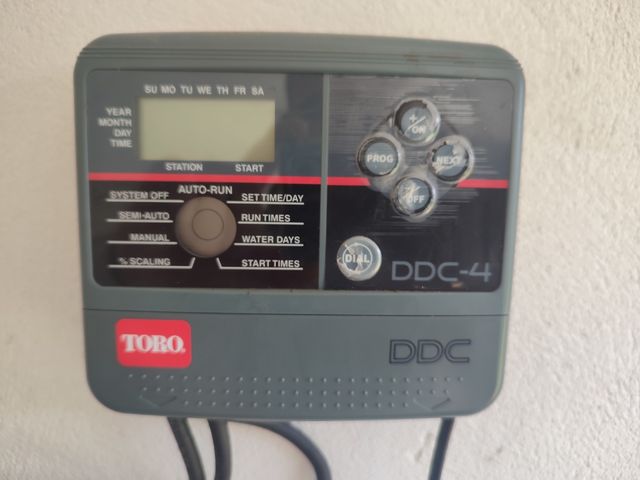 SU MO TU WE TH FR SA
YEAR
MONTH
DAY
TIME
STATION START
AUTO-RUN
SYSTEM OFF
SEMI-AUTO
MANUAL
% SCALING
SET TIME/DAY
RUN TIMES
WATER DAYS
START TIMES
+/ON
PROG
NEXT
-/OFF
DIAL
DDC-4
TORO
DDC